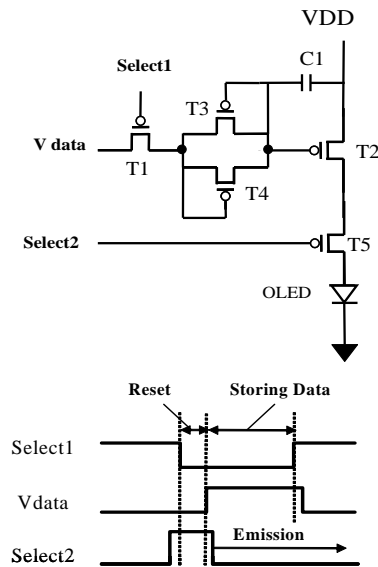 VDD
C1
Select1
T3
V data
T1
T2
T4
Select2
T5
OLED
Reset
Storing Data
Select1
Vdata
Emission
Select2